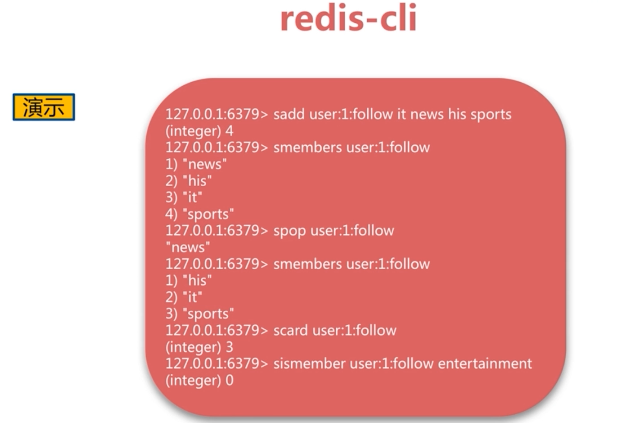 redis-cli
演示
127.0.0.1:6379> sadd user:1:follow it news his sports
(integer) 4
127.0.0.1:6379> smembers user:1:follow
1) "news"
2) "his"
3) "it"
4) "sports"
127.0.0.1:6379> spop user:1:follow
"news"
127.0.0.1:6379> smembers user:1:follow
1) "his"
2) "it"
3) "sports"
127.0.0.1:6379> scard user:1:follow
(integer) 3
127.0.0.1:6379> sismember user:1:follow entertainment
(integer) 0